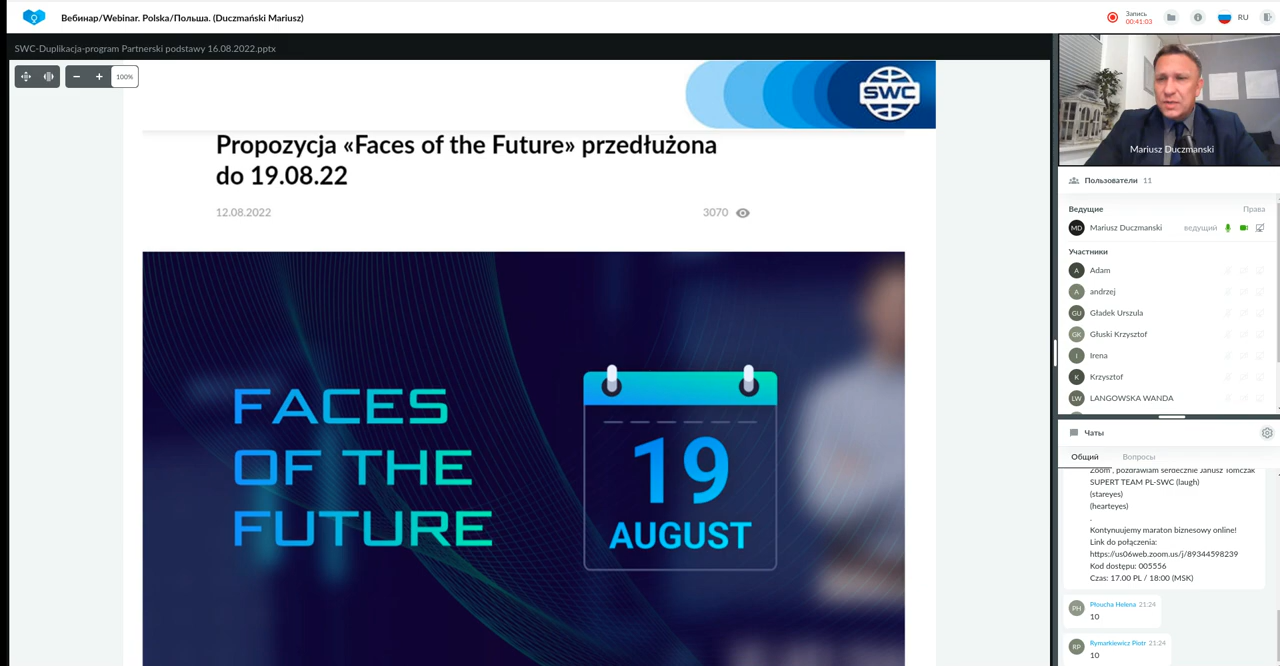 Вебинар/Webinar. Polska/Польша. (Duczmański Mariusz)
Запись
00:41:03
RU
SWC-Duplikacja-program Partnerski podstawy 16.08.2022.pptx
100%
SWC
Propozycja «Faces of the Future» przedłużona
do 19.08.22
12.08.2022
3070
FACES
OF THE
FUTURE
19
AUGUST
Mariusz Duczmanski
Пользователи 11
Ведущие Права
MD Mariusz Duczmanski ведущий
Участники
A Adam
A andrzej
GU Gładek Urszula
GK Głuski Krzysztof
I Irena
K Krzysztof
LW LANGOWSKA WANDA
Чаты
Общий Вопросы
Zoom", pozdrawiam serdecznie Janusz Tomczak
SUPERT TEAM PL-SWC (laugh)
(stareyes)
(hearteyes)
.
Kontynuujemy maraton biznesowy online!
Link do połączenia:
https://us06web.zoom.us/j/89344598239
Kod dostępu: 005556
Czas: 17.00 PL / 18:00 (MSK)
PH Płoucha Helena 21:24
10
RP Rymarkiewicz Piotr 21:24
10